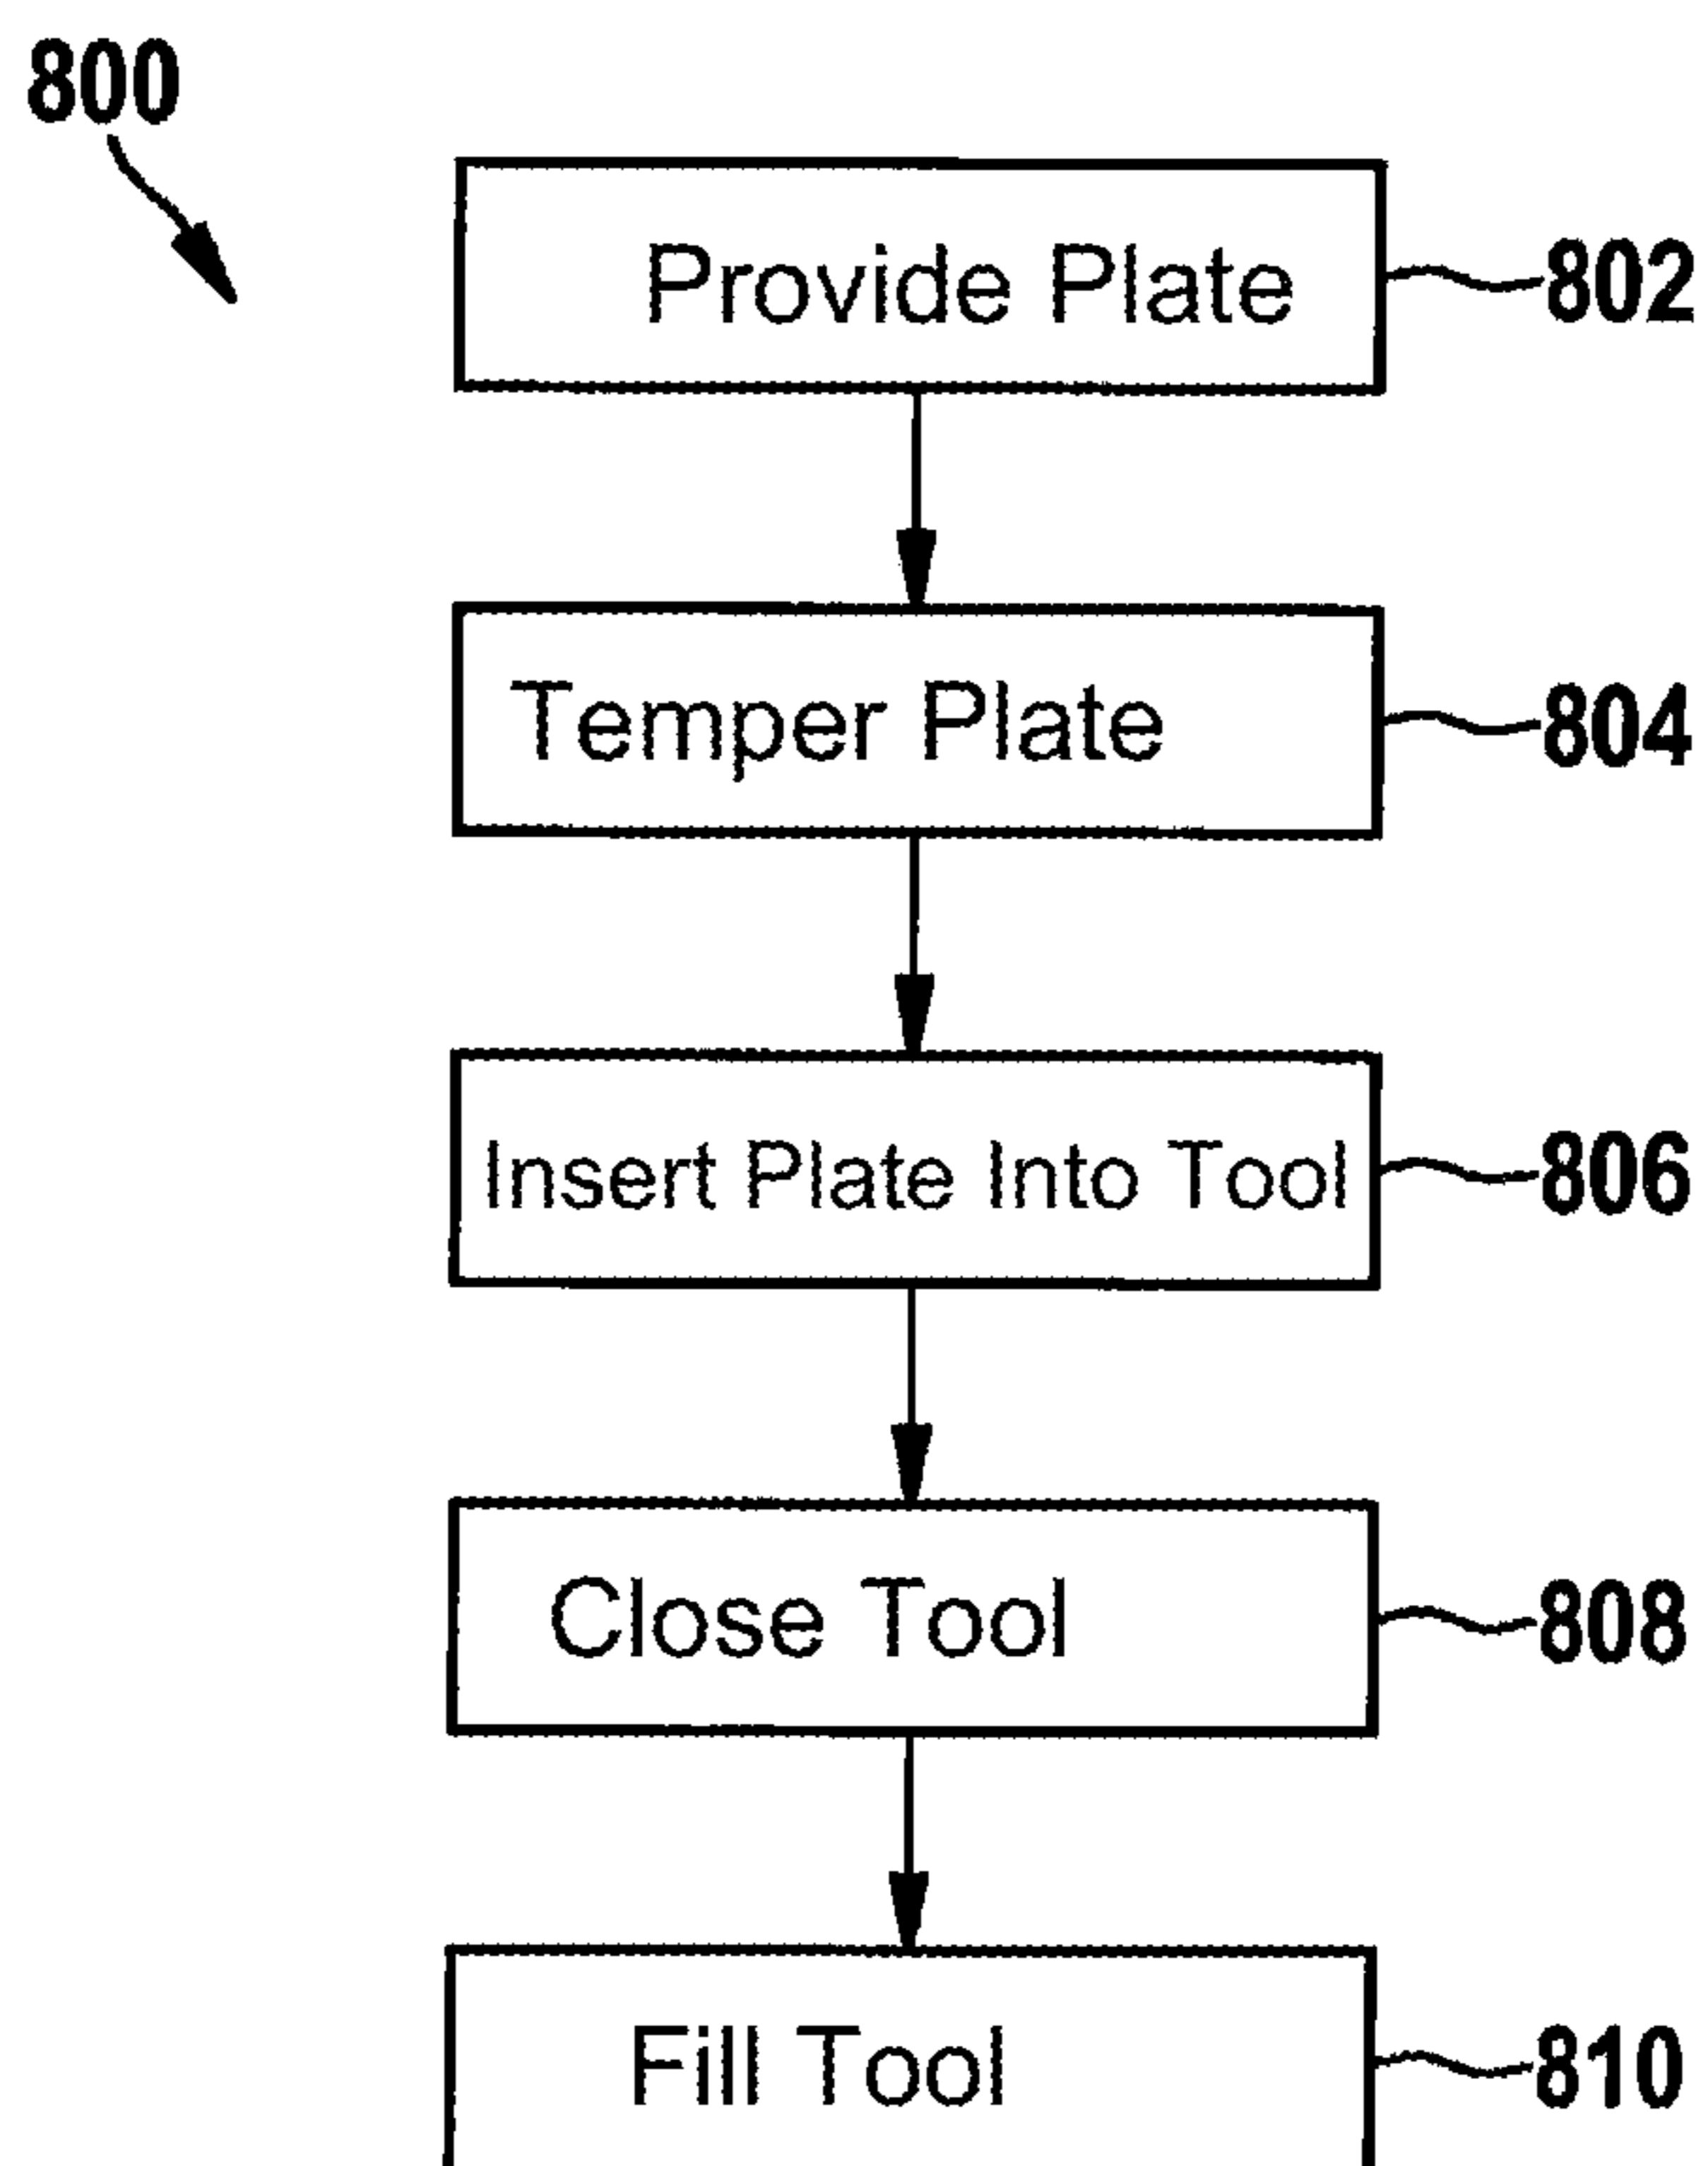 800
Provide Plate 802
Temper Plate 804
Insert Plate Into Tool 806
Close Tool 808
Fill Tool 810